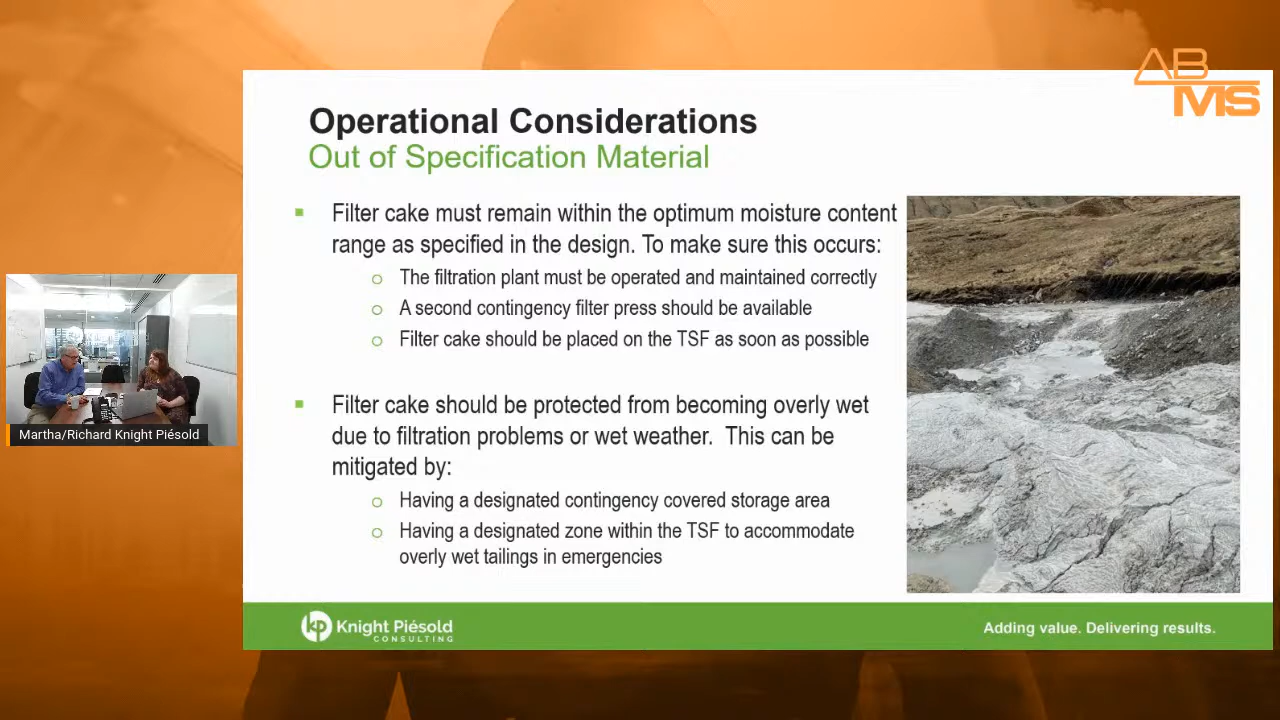 AB
MS
Operational Considerations
Out of Specification Material
Filter cake must remain within the optimum moisture content
range as specified in the design. To make sure this occurs:
The filtration plant must be operated and maintained correctly
A second contingency filter press should be available
Filter cake should be placed on the TSF as soon as possible
Filter cake should be protected from becoming overly wet
due to filtration problems or wet weather. This can be
mitigated by:
Having a designated contingency covered storage area
Having a designated zone within the TSF to accommodate
overly wet tailings in emergencies
Martha/Richard Knight Piésold
kp Knight Piésold
CONSULTING
Adding value. Delivering results.